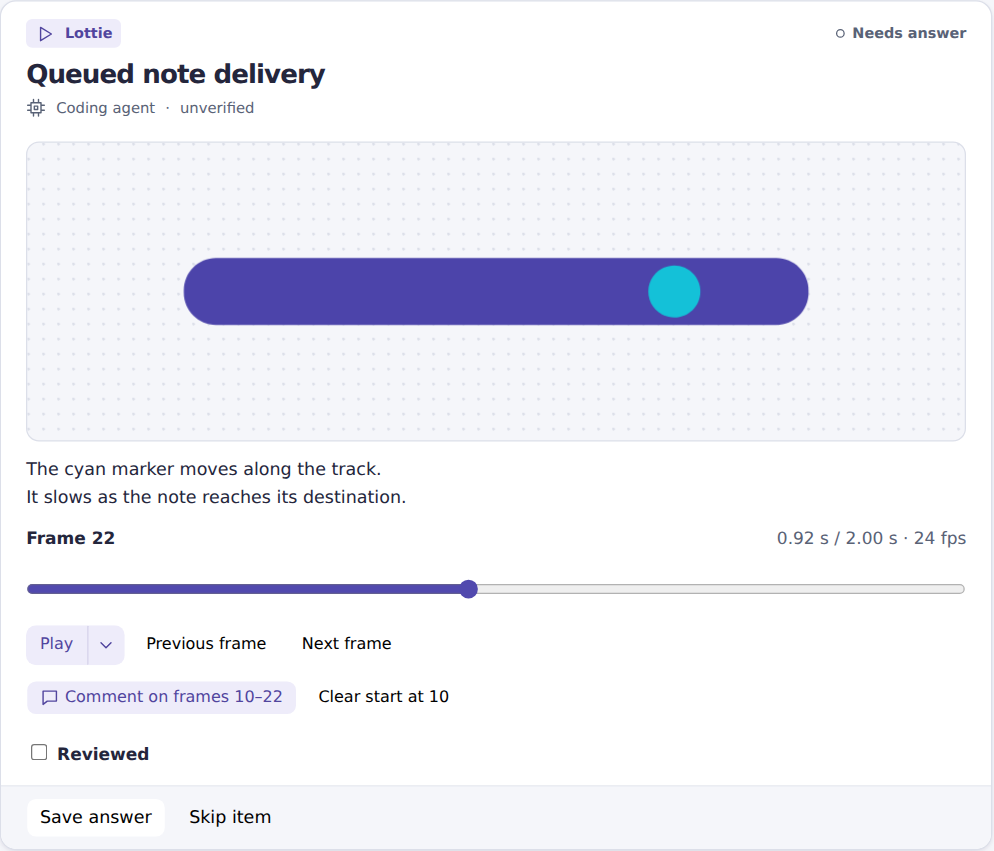 Lottie
Needs answer
Queued note delivery
Coding agent · unverified
The cyan marker moves along the track.
It slows as the note reaches its destination.
Frame 22
0.92 s / 2.00 s · 24 fps
Play
Previous frame
Next frame
Comment on frames 10–22
Clear start at 10
Reviewed
Save answer
Skip item